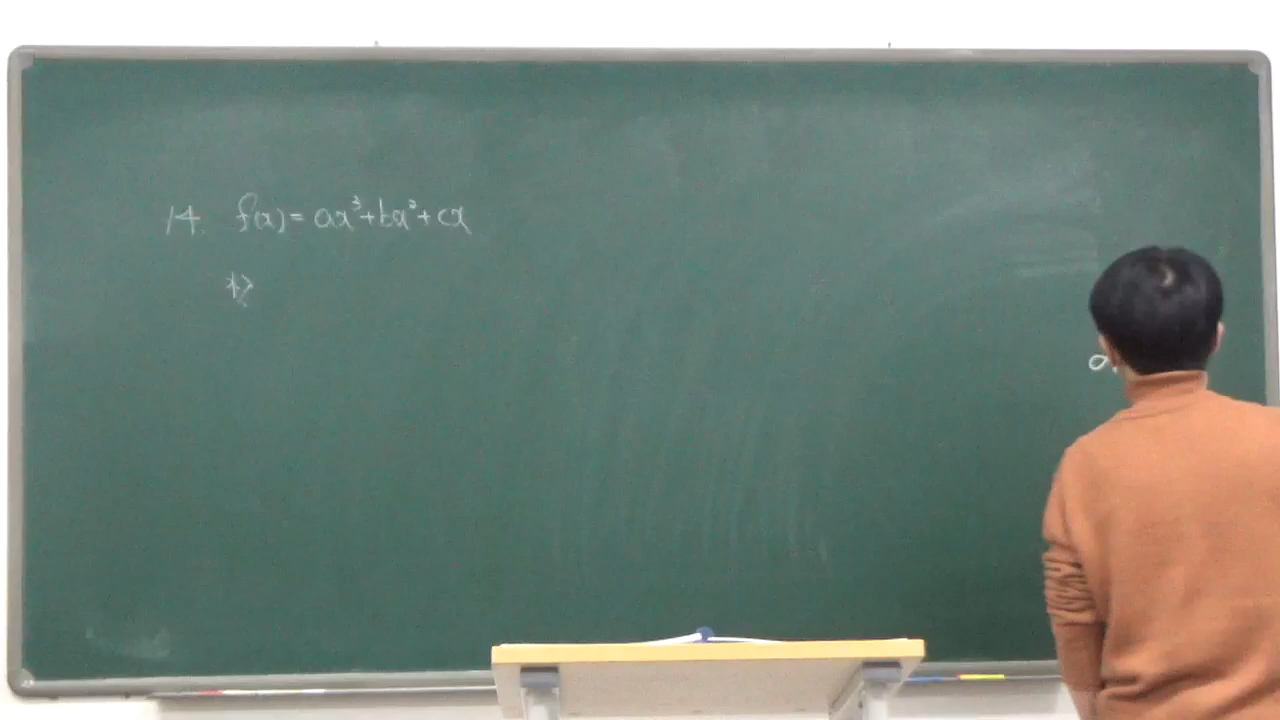 14. f(x) = ax³+bx²+cx